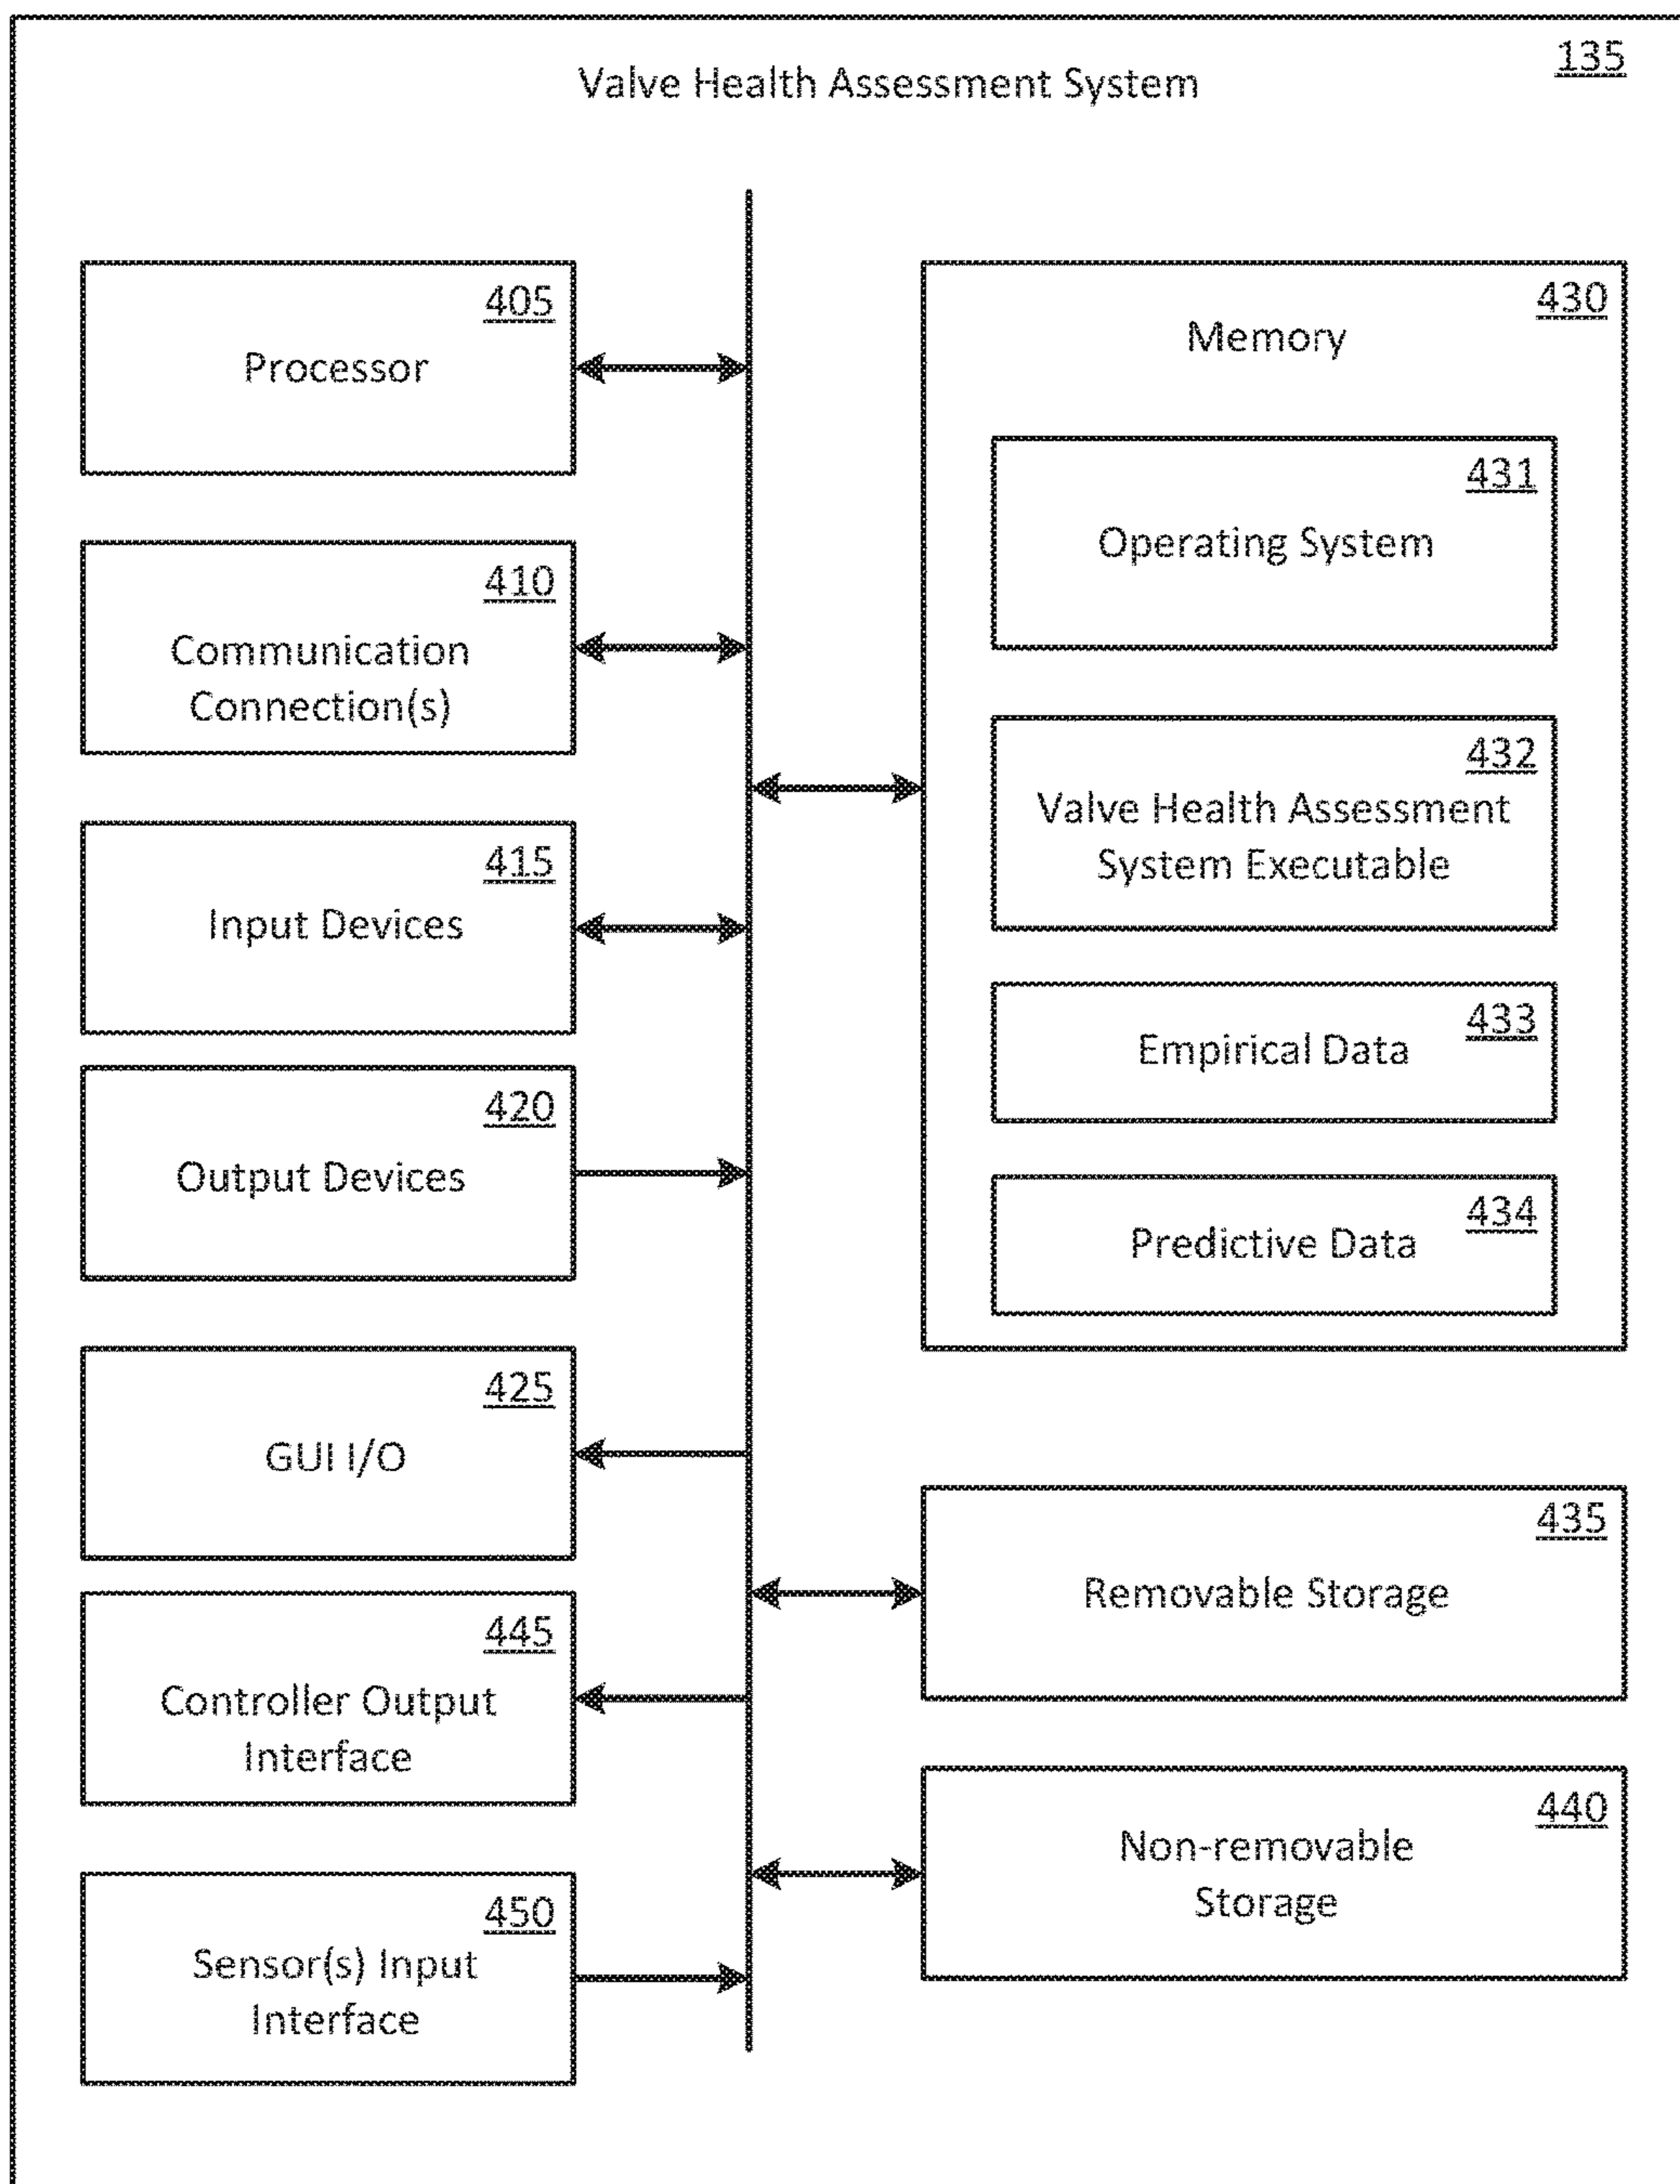 135
Valve Health Assessment System
405
Processor
410
Communication
Connection(s)
415
Input Devices
420
Output Devices
425
GUI I/O
445
Controller Output
Interface
450
Sensor(s) Input
Interface
430
Memory
431
Operating System
432
Valve Health Assessment
System Executable
433
Empirical Data
434
Predictive Data
435
Removable Storage
440
Non-removable
Storage